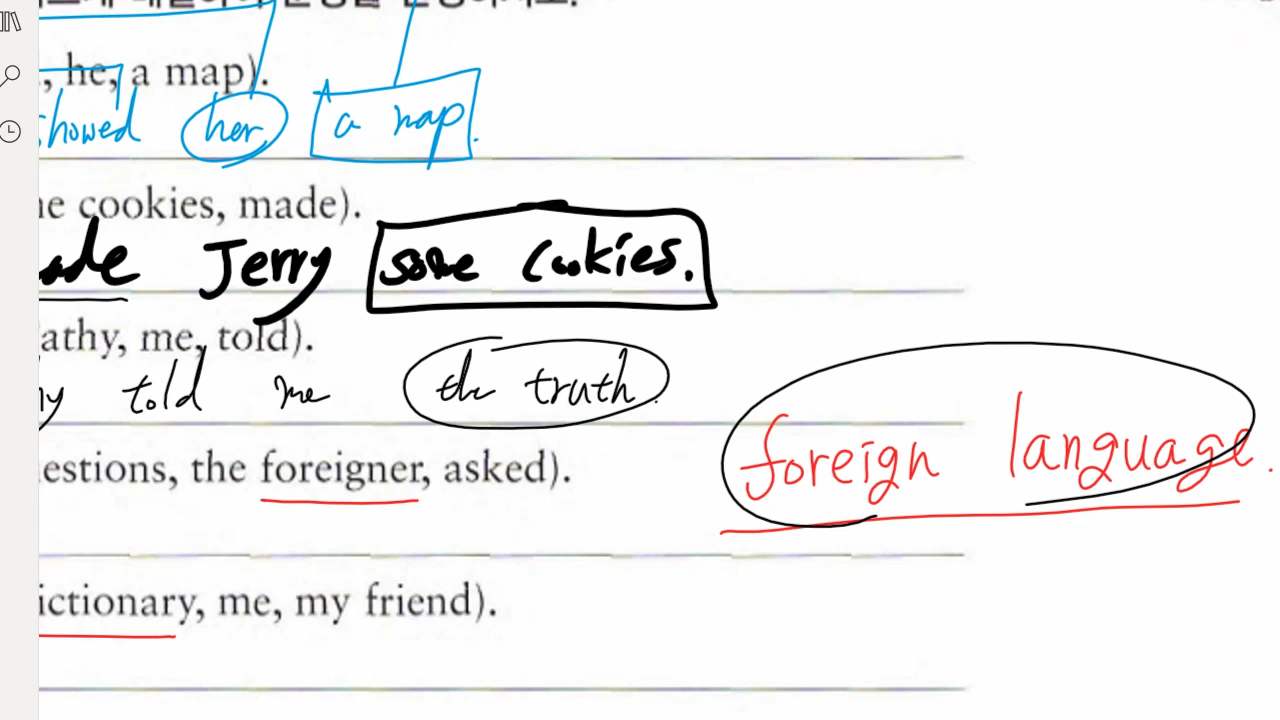 , he, a map).
showed her a map.
e cookies, made).
ade Jerry some cookies.
athy, me, told).
y told me the truth.
foreign language.
estions, the foreigner, asked).
ictionary, me, my friend).